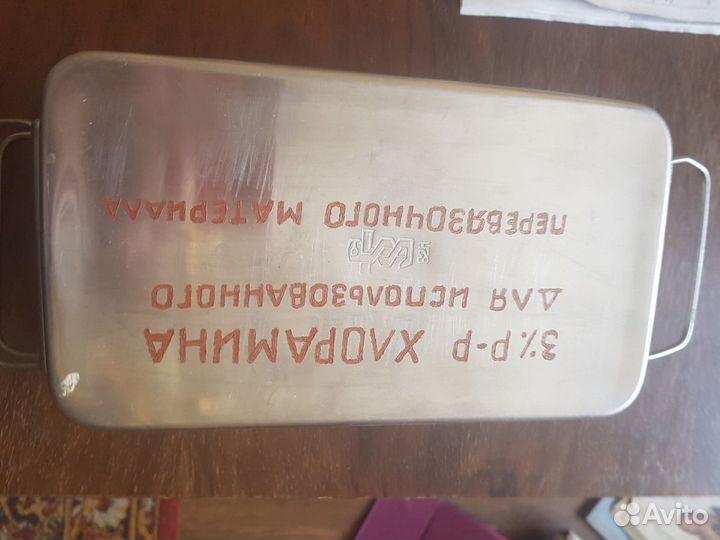 3% Р-Р ХЛОРАМИНА
ДЛЯ ИСПОЛЬЗОВАННОГО
ПЕРЕВЯЗОЧНОГО МАТЕРИАЛА
Avito